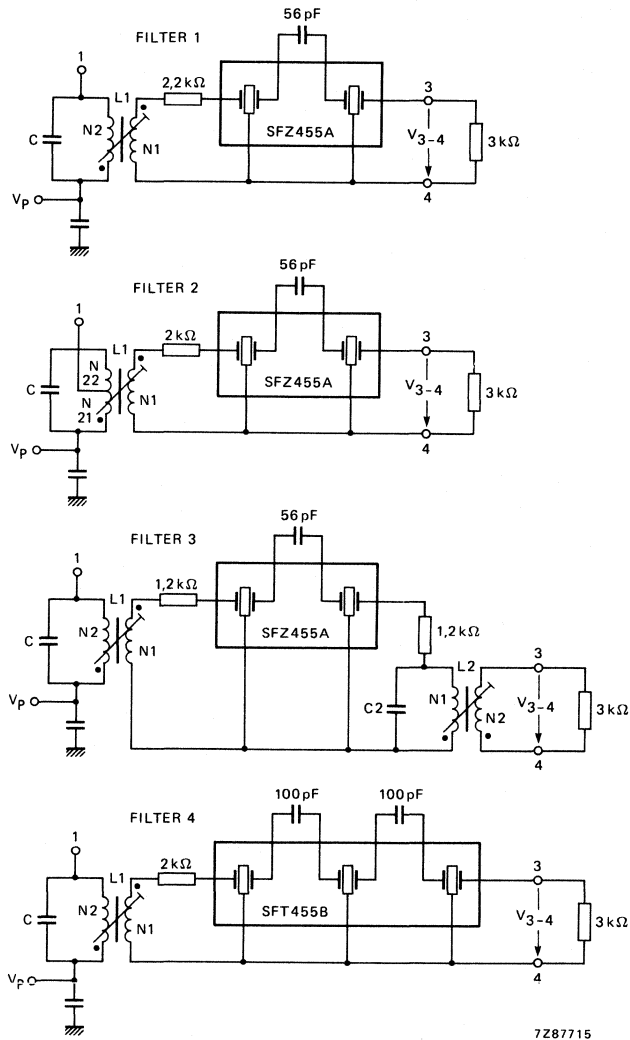 FILTER 1
56 pF
1
L1
2,2 kΩ
3
C
N2
N1
SFZ455A
V3-4
3 kΩ
VP
4
FILTER 2
56 pF
1
L1
2 kΩ
3
C
N
22
N
21
N1
SFZ455A
V3-4
3 kΩ
VP
4
FILTER 3
56 pF
1
L1
1,2 kΩ
C
N2
N1
SFZ455A
1,2 kΩ
L2
3
C2
N1
N2
V3-4
3 kΩ
VP
4
FILTER 4
100 pF
100 pF
1
L1
2 kΩ
3
C
N2
N1
SFT455B
V3-4
3 kΩ
VP
4
7Z87715